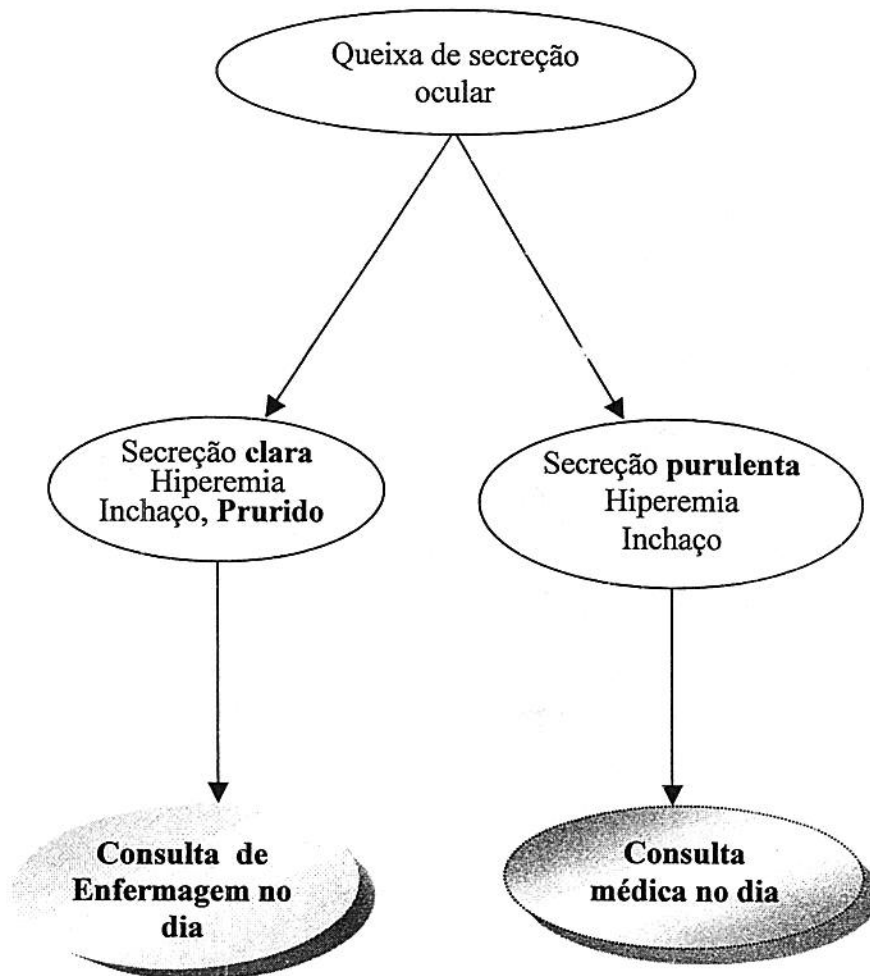 Queixa de secreção
ocular
Secreção clara
Hiperemia
Inchaço, Prurido
Secreção purulenta
Hiperemia
Inchaço
Consulta de
Enfermagem no
dia
Consulta
médica no dia